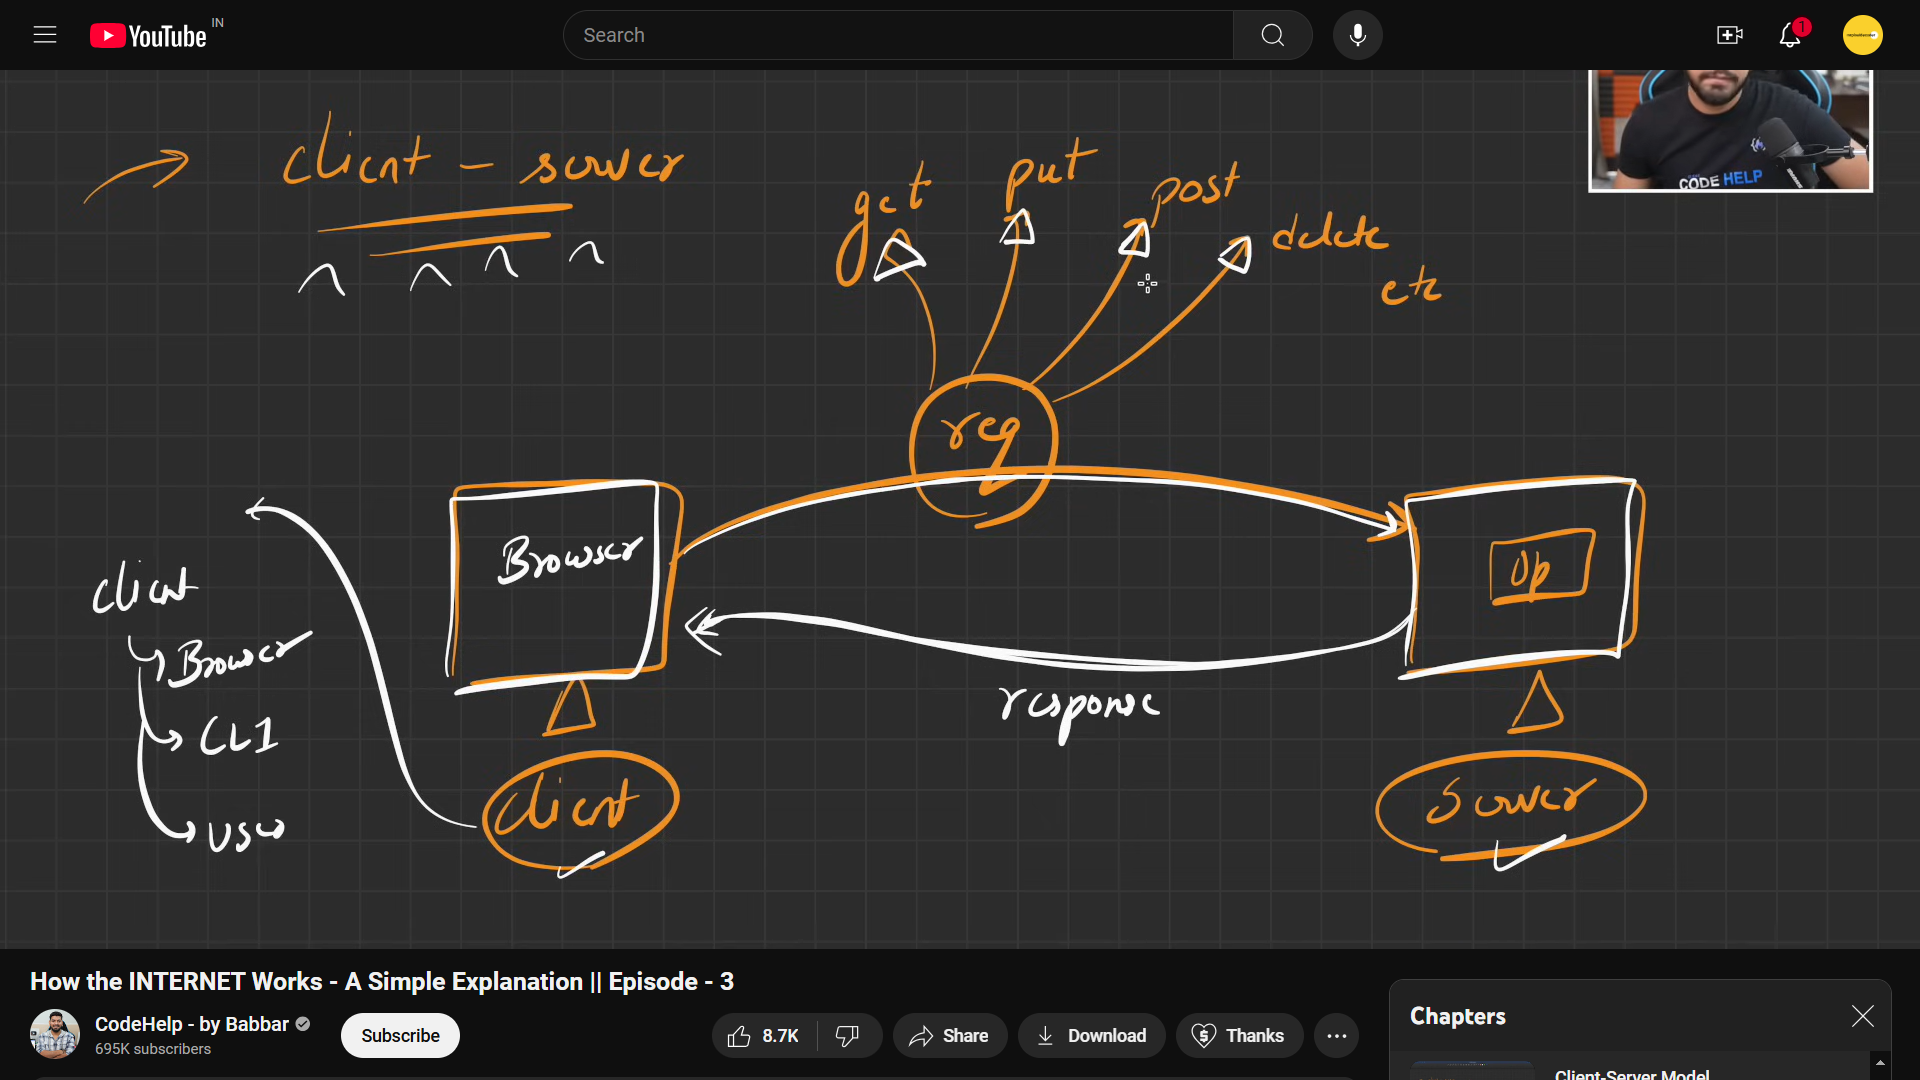 YouTube IN
Search
1
CODE HELP
client - server
get
put
post
delete
etc
req
Browser
Op
client
Browser
CLI
user
response
client
server
How the INTERNET Works - A Simple Explanation || Episode - 3
CodeHelp - by Babbar
695K subscribers
Subscribe
8.7K
Share
Download
Thanks
Chapters
Client-Server Model